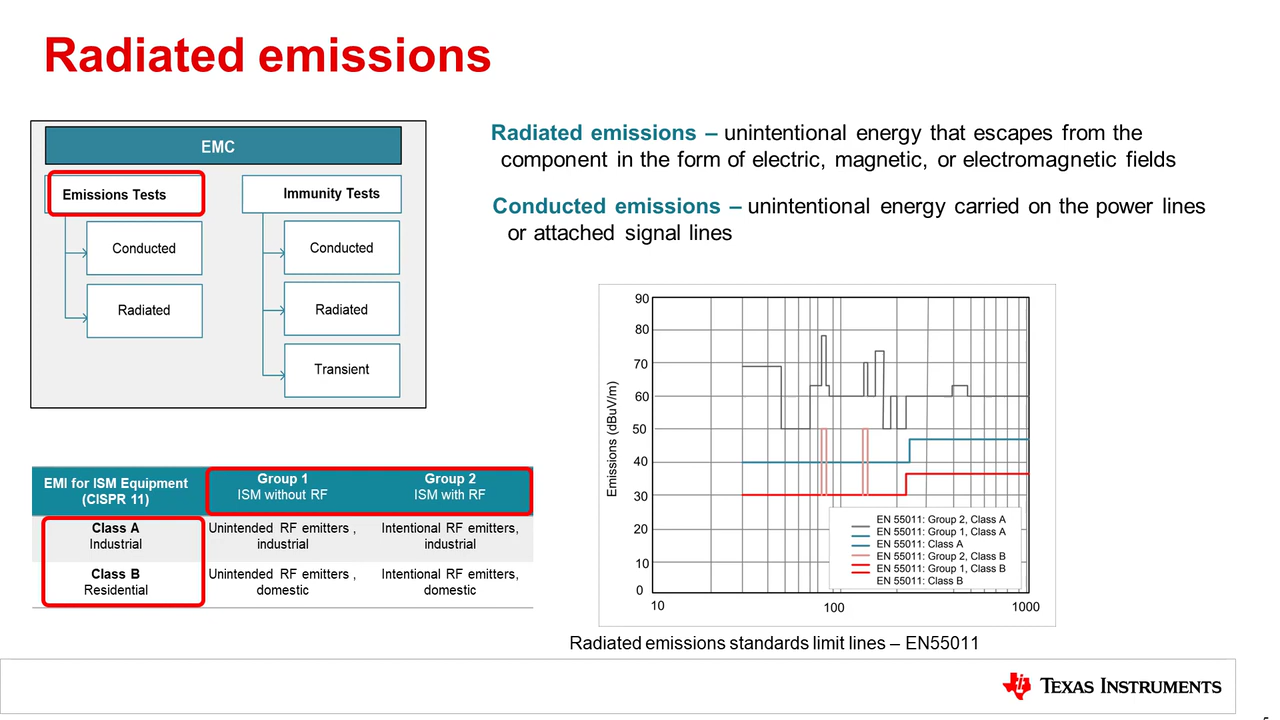 Radiated emissions
EMC
Emissions Tests
Immunity Tests
Conducted
Conducted
Radiated
Radiated
Transient
Radiated emissions – unintentional energy that escapes from the
component in the form of electric, magnetic, or electromagnetic fields
Conducted emissions – unintentional energy carried on the power lines
or attached signal lines
EMI for ISM Equipment
(CISPR 11)
Group 1
ISM without RF
Group 2
ISM with RF
Class A
Industrial
Unintended RF emitters ,
industrial
Intentional RF emitters,
industrial
Class B
Residential
Unintended RF emitters ,
domestic
Intentional RF emitters,
domestic
Emissions (dBuV/m)
90
80
70
60
50
40
30
20
10
0
10
100
1000
EN 55011: Group 2, Class A
EN 55011: Group 1, Class A
EN 55011: Class A
EN 55011: Group 2, Class B
EN 55011: Group 1, Class B
EN 55011: Class B
Radiated emissions standards limit lines – EN55011
TEXAS INSTRUMENTS